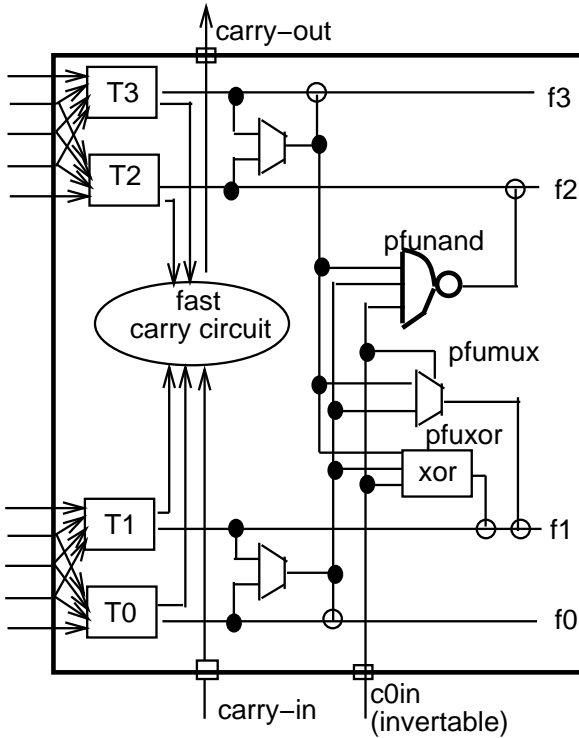 carry-out
T3
f3
T2
f2
pfunand
fast
carry circuit
pfumux
pfuxor
xor
T1
f1
T0
f0
carry-in
c0in
(invertable)